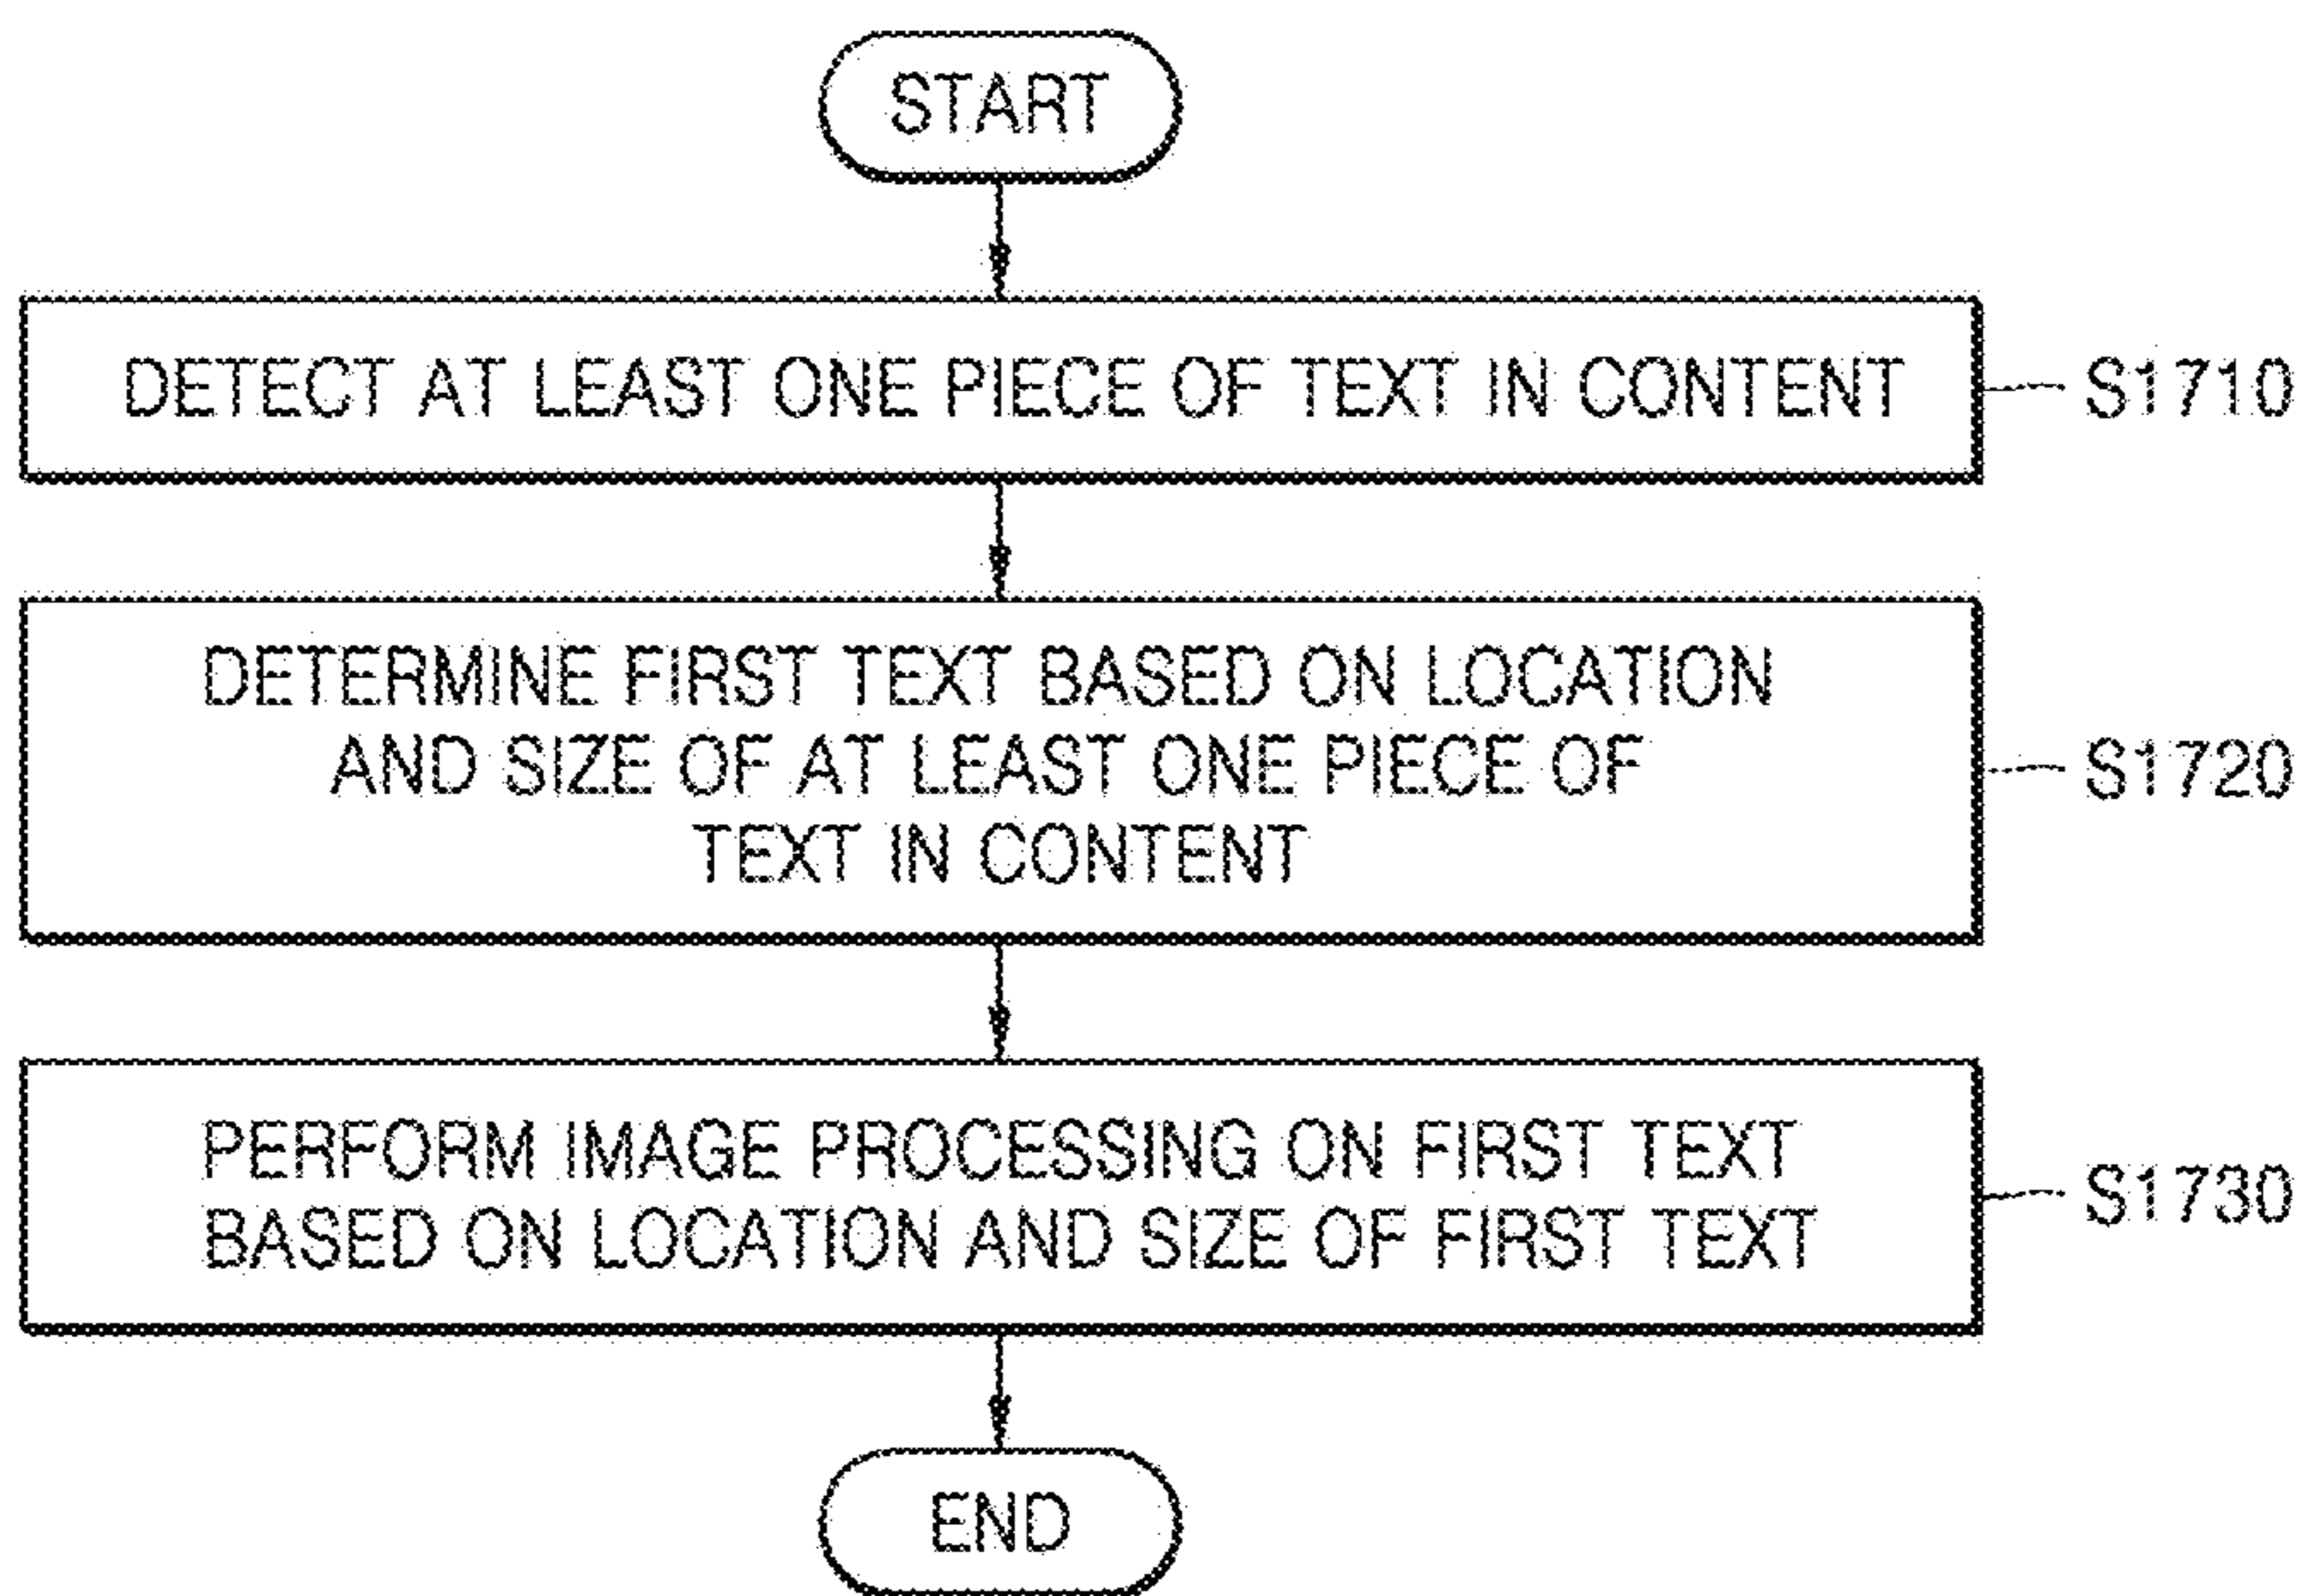 START
DETECT AT LEAST ONE PIECE OF TEXT IN CONTENT
S1710
DETERMINE FIRST TEXT BASED ON LOCATION
AND SIZE OF AT LEAST ONE PIECE OF
TEXT IN CONTENT
S1720
PERFORM IMAGE PROCESSING ON FIRST TEXT
BASED ON LOCATION AND SIZE OF FIRST TEXT
S1730
END